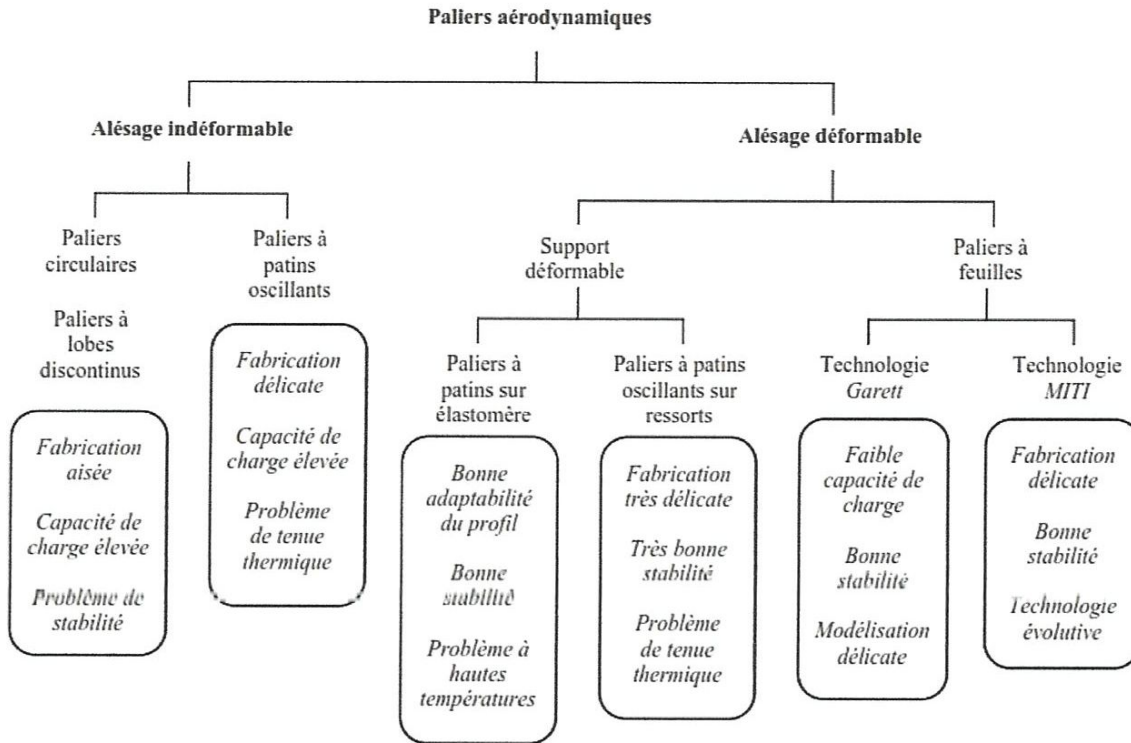 Paliers aérodynamiques
Alésage indéformable
Alésage déformable
Paliers
circulaires
Paliers à
lobes
discontinus
Paliers à
patins
oscillants
Support
déformable
Paliers à
feuilles
Paliers à
patins sur
élastomère
Paliers à patins
oscillants sur
ressorts
Technologie
Garett
Technologie
MITI
Fabrication
aisée
Capacité de
charge élevée
Problème de
stabilité
Fabrication
délicate
Capacité de
charge élevée
Problème
de tenue
thermique
Bonne
adaptabilité
du profil
Bonne
stabilité
Problème à
hautes
températures
Fabrication
très délicate
Très bonne
stabilité
Problème
de tenue
thermique
Faible
capacité de
charge
Bonne
stabilité
Modélisation
délicate
Fabrication
délicate
Bonne
stabilité
Technologie
évolutive